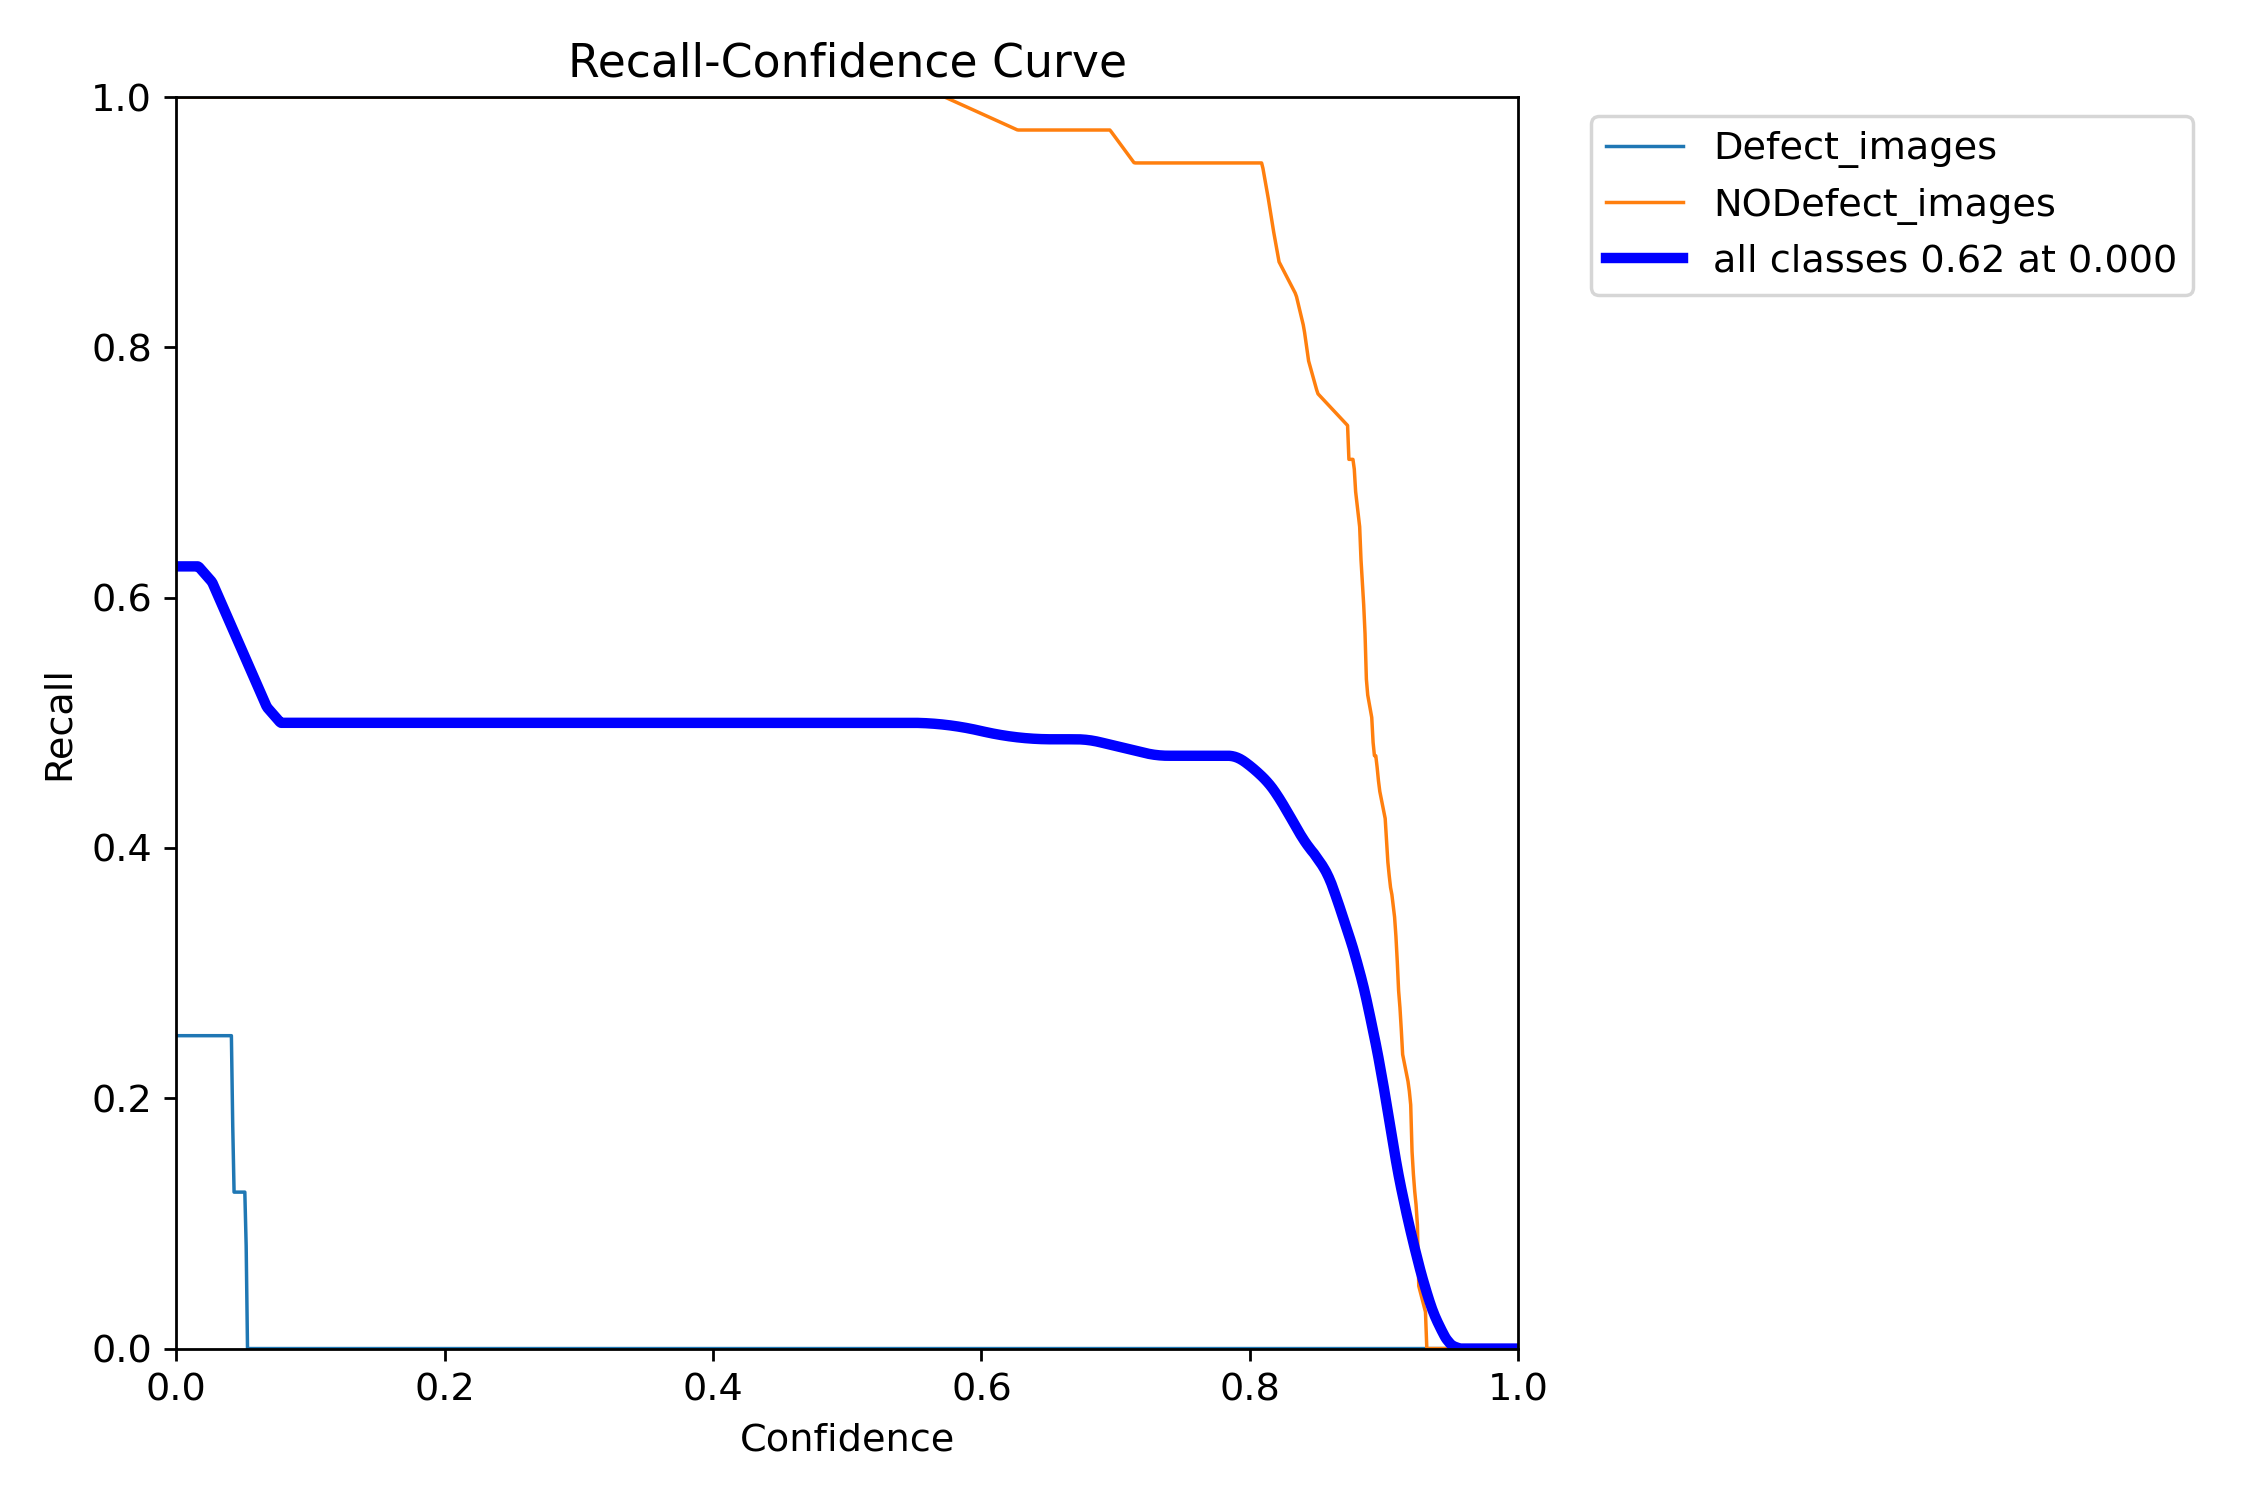 Recall-Confidence Curve
1.0
0.8
0.6
0.4
0.2
0.0
Recall
0.0 0.2 0.4 0.6 0.8 1.0
Confidence
Defect_images
NODefect_images
all classes 0.62 at 0.000